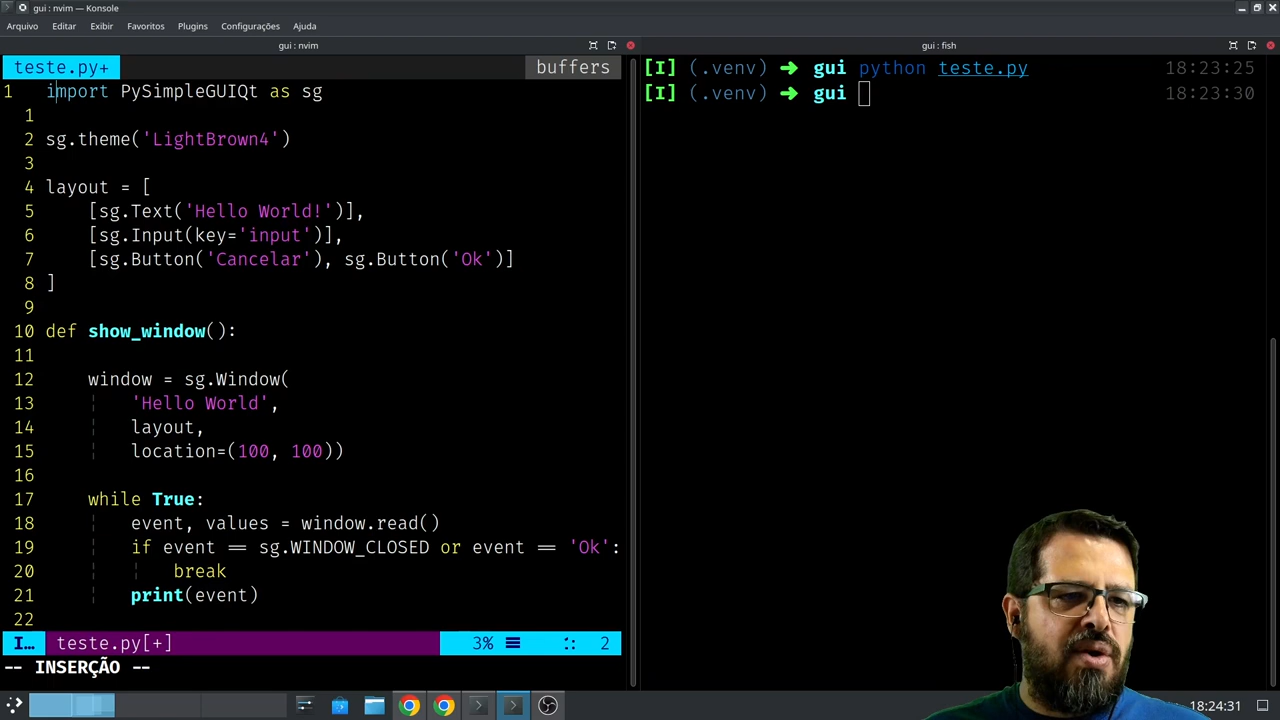 gui : nvim — Konsole
Arquivo Editar Exibir Favoritos Plugins Configurações Ajuda
gui : nvim
teste.py+ buffers
1 import PySimpleGUIQt as sg
1
2 sg.theme('LightBrown4')
3
4 layout = [
5 [sg.Text('Hello World!')],
6 [sg.Input(key='input')],
7 [sg.Button('Cancelar'), sg.Button('Ok')]
8 ]
9
10 def show_window():
11
12 window = sg.Window(
13 'Hello World',
14 layout,
15 location=(100, 100))
16
17 while True:
18 event, values = window.read()
19 if event == sg.WINDOW_CLOSED or event == 'Ok':
20 break
21 print(event)
22
I… teste.py[+] 3% ☰ :: 2
-- INSERÇÃO --
gui : fish
[I] (.venv) ➜ gui python teste.py 18:23:25
[I] (.venv) ➜ gui 18:23:30
18:24:31